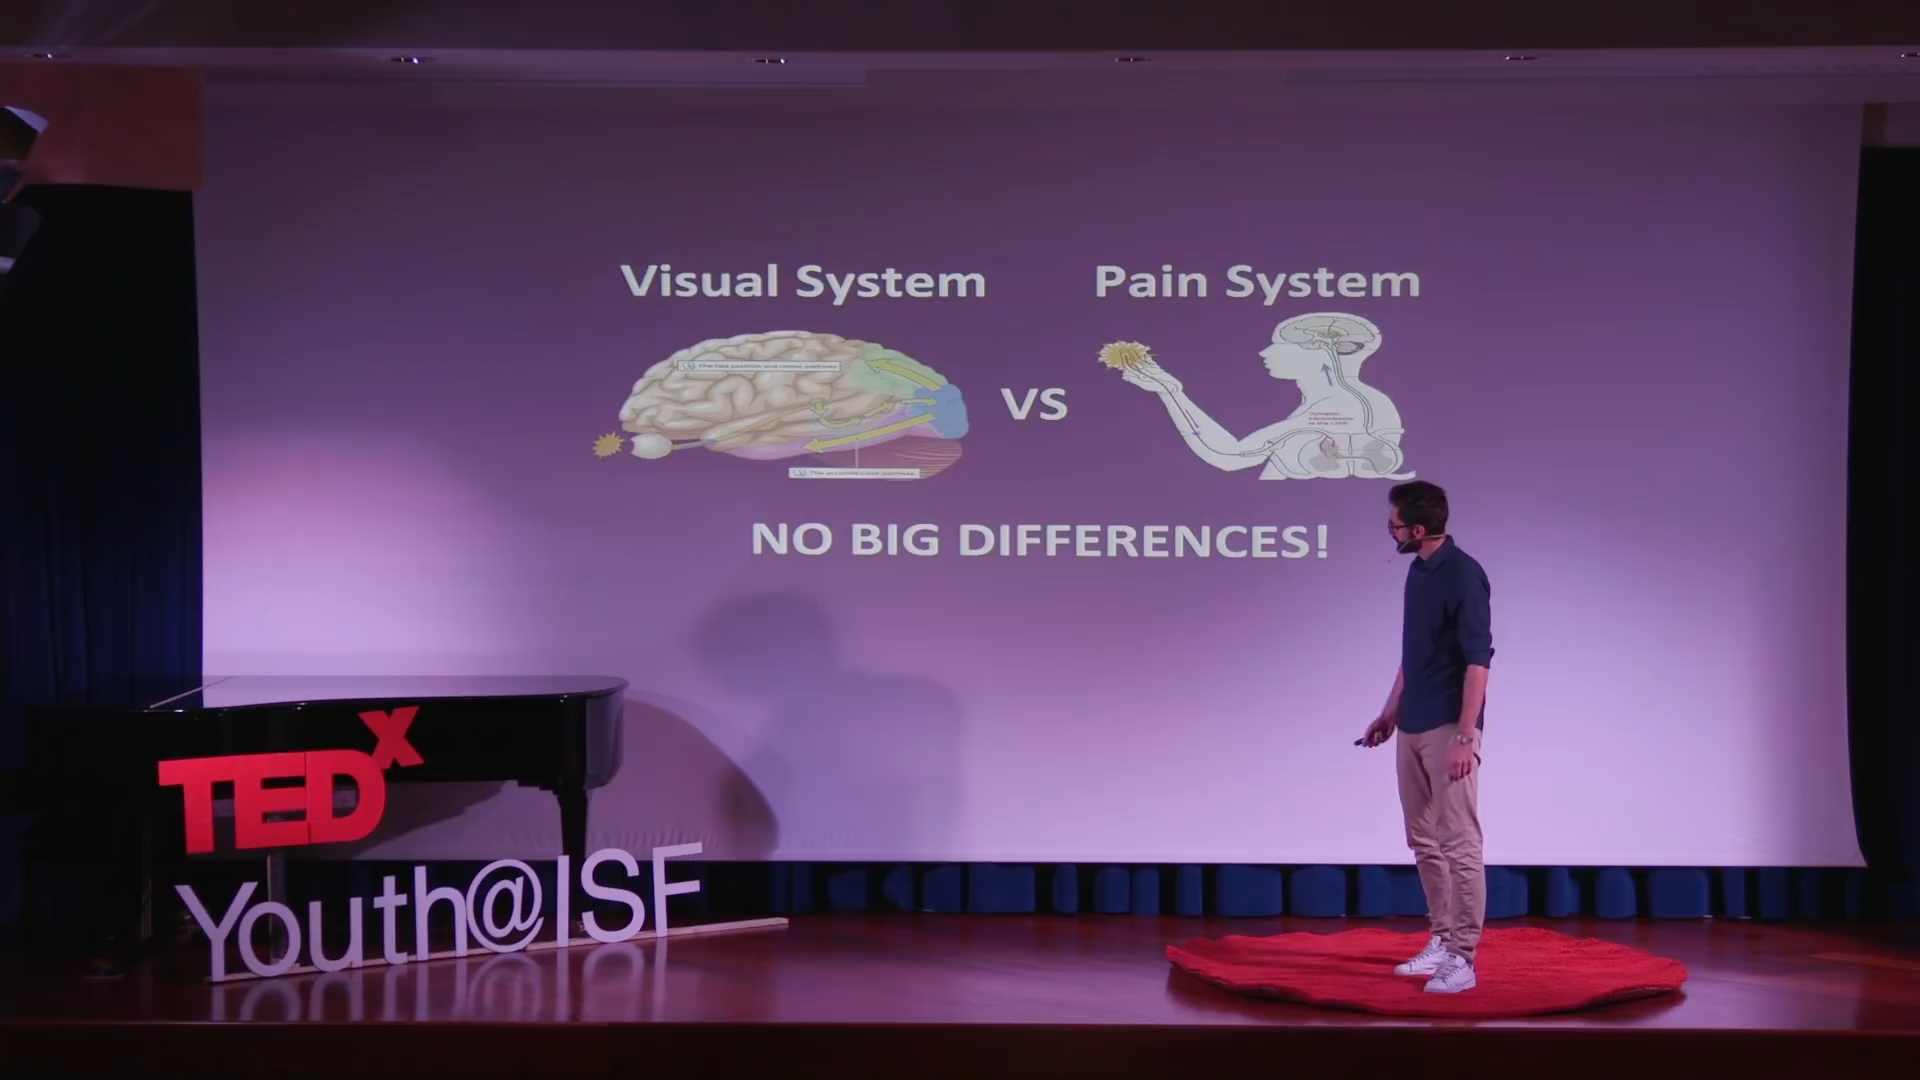 Visual System
Pain System
VS
NO BIG DIFFERENCES!
TEDx
Youth@ISF